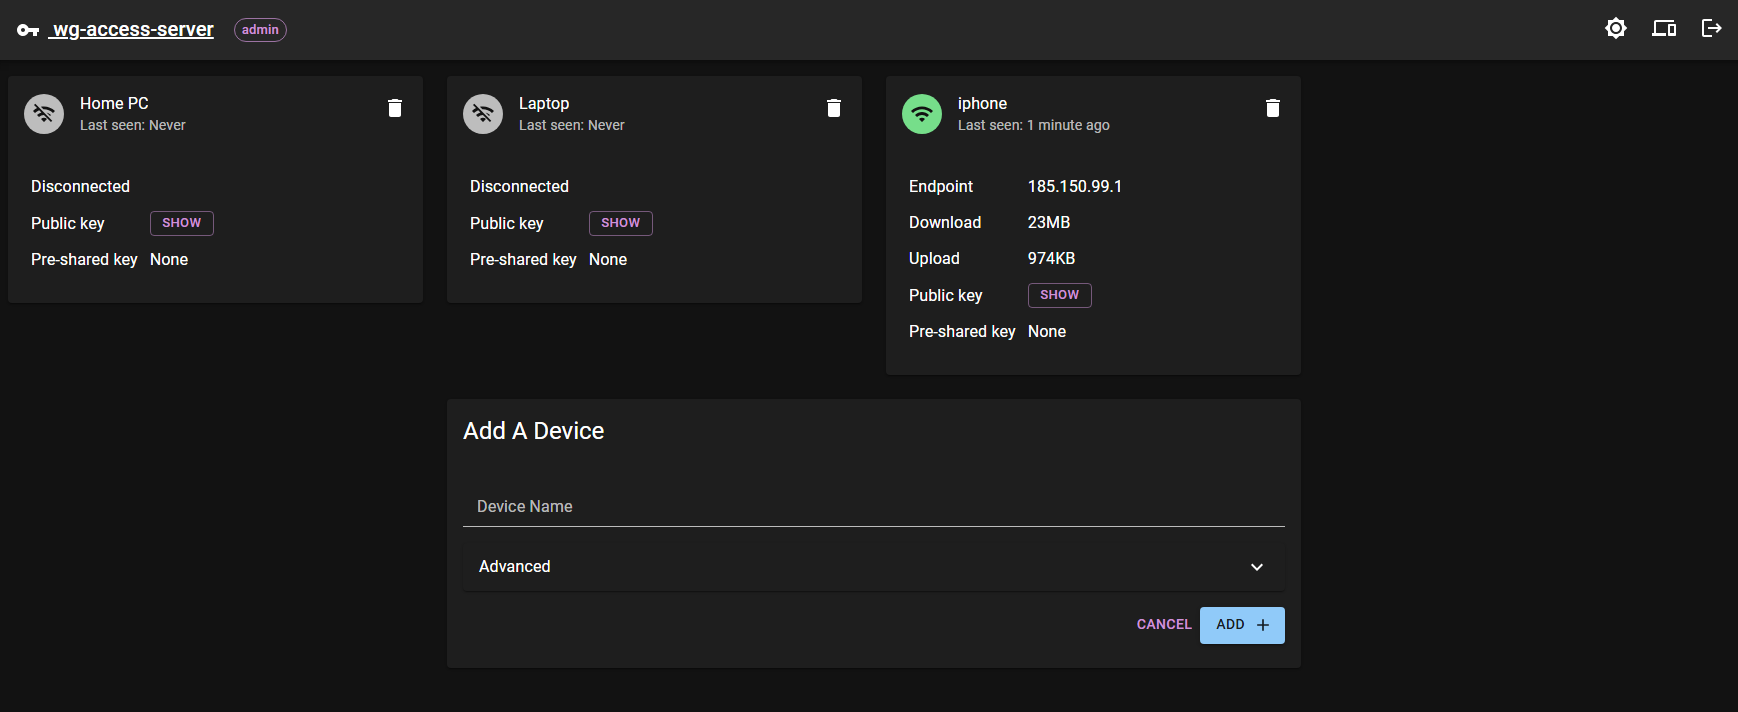 wg-access-server admin
Home PC
Last seen: Never
Disconnected
Public key SHOW
Pre-shared key None
Laptop
Last seen: Never
Disconnected
Public key SHOW
Pre-shared key None
iphone
Last seen: 1 minute ago
Endpoint 185.150.99.1
Download 23MB
Upload 974KB
Public key SHOW
Pre-shared key None
Add A Device
Device Name
Advanced
CANCEL ADD